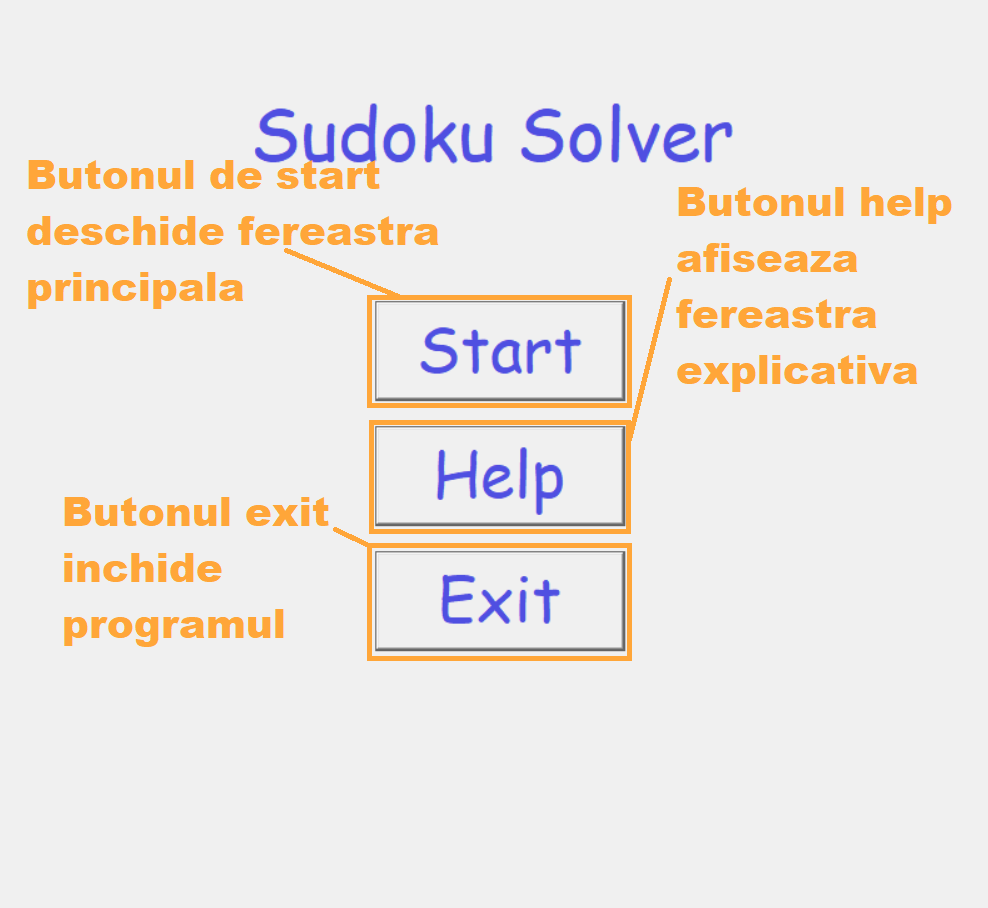 Sudoku Solver
Butonul de start
deschide fereastra
principala
Butonul help
afiseaza
fereastra
explicativa
Start
Help
Butonul exit
inchide
programul
Exit